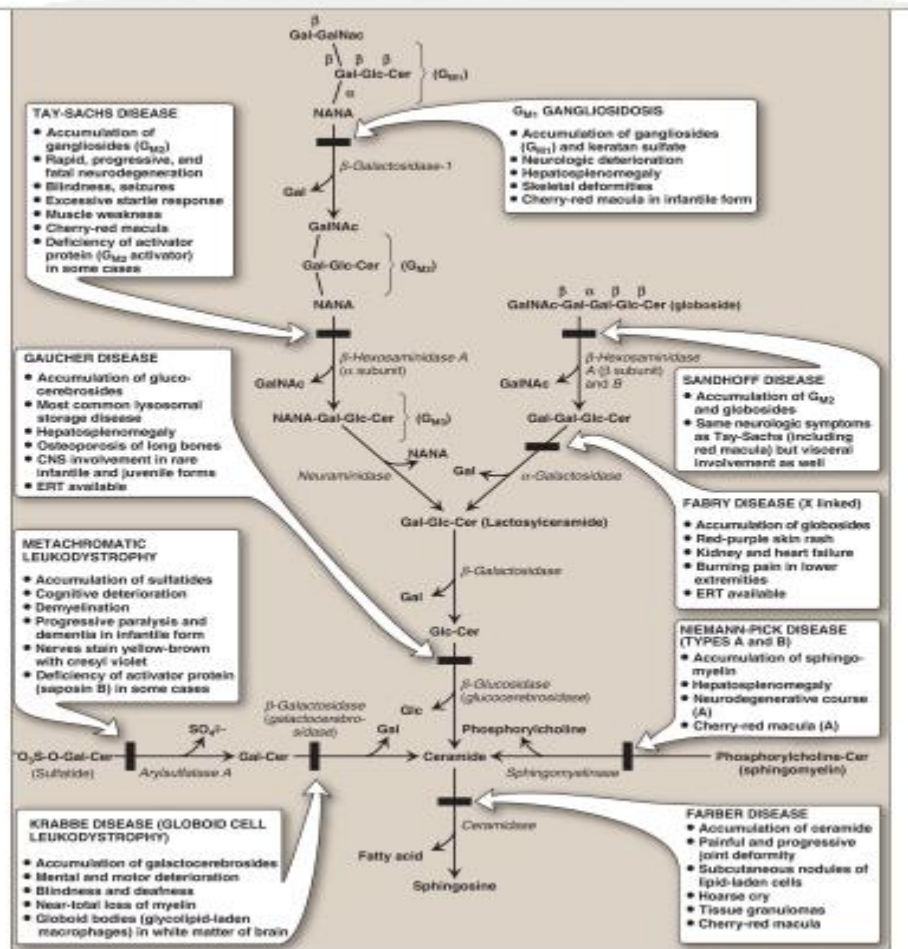 β
Gal-GalNac
β β β
Gal-Glc-Cer (GM1)
α
NANA
β-Galactosidase-1
Gal
GalNAc
Gal-Glc-Cer (GM2)
NANA
β-Hexosaminidase A
(α subunit)
GalNAc
NANA-Gal-Glc-Cer (GM3)
NANA
Neuraminidase
β α β β
GalNAc-Gal-Gal-Glc-Cer (globoside)
β-Hexosaminidase
A (β subunit)
and B
GalNAc
Gal-Gal-Glc-Cer
Gal
α-Galactosidase
Gal-Glc-Cer (Lactosylceramide)
β-Galactosidase
Gal
Glc-Cer
β-Glucosidase
(glucocerebrosidase)
Glc
Ceramide
Ceramidase
Fatty acid
Sphingosine
O3S-O-Gal-Cer
(Sulfatide)
Arylsulfatase A
Gal-Cer
β-Galactosidase
(galactocerebro-
sidase)
Gal
Phosphorylcholine
Sphingomyelinase
Phosphorylcholine-Cer
(sphingomyelin)
TAY-SACHS DISEASE
• Accumulation of
gangliosides (GM2)
• Rapid, progressive, and
fatal neurodegeneration
• Blindness, seizures
• Excessive startle response
• Muscle weakness
• Cherry-red macula
• Deficiency of activator
protein (GM2 activator)
in some cases
GM1 GANGLIOSIDOSIS
• Accumulation of gangliosides
(GM1) and keratan sulfate
• Neurologic deterioration
• Hepatosplenomegaly
• Skeletal deformities
• Cherry-red macula in infantile form
GAUCHER DISEASE
• Accumulation of gluco-
cerebrosides
• Most common lysosomal
storage disease
• Hepatosplenomegaly
• Osteoporosis of long bones
• CNS involvement in rare
infantile and juvenile forms
• ERT available
SANDHOFF DISEASE
• Accumulation of GM2
and globosides
• Same neurologic symptoms
as Tay-Sachs (including
red macula) but visceral
involvement as well
FABRY DISEASE (X linked)
• Accumulation of globosides
• Red-purple skin rash
• Kidney and heart failure
• Burning pain in lower
extremities
• ERT available
METACHROMATIC
LEUKODYSTROPHY
• Accumulation of sulfatides
• Cognitive deterioration
• Demyelination
• Progressive paralysis and
dementia in infantile form
• Nerves stain yellow-brown
with cresyl violet
• Deficiency of activator protein
(saposin B) in some cases
NIEMANN-PICK DISEASE
(TYPES A and B)
• Accumulation of sphingo-
myelin
• Hepatosplenomegaly
• Neurodegenerative course
(A)
• Cherry-red macula (A)
KRABBE DISEASE (GLOBOID CELL
LEUKODYSTROPHY)
• Accumulation of galactocerebrosides
• Mental and motor deterioration
• Blindness and deafness
• Near-total loss of myelin
• Globoid bodies (glycolipid-laden
macrophages) in white matter of brain
FARBER DISEASE
• Accumulation of ceramide
• Painful and progressive
joint deformity
• Subcutaneous nodules of
lipid-laden cells
• Hoarse cry
• Tissue granulomas
• Cherry-red macula